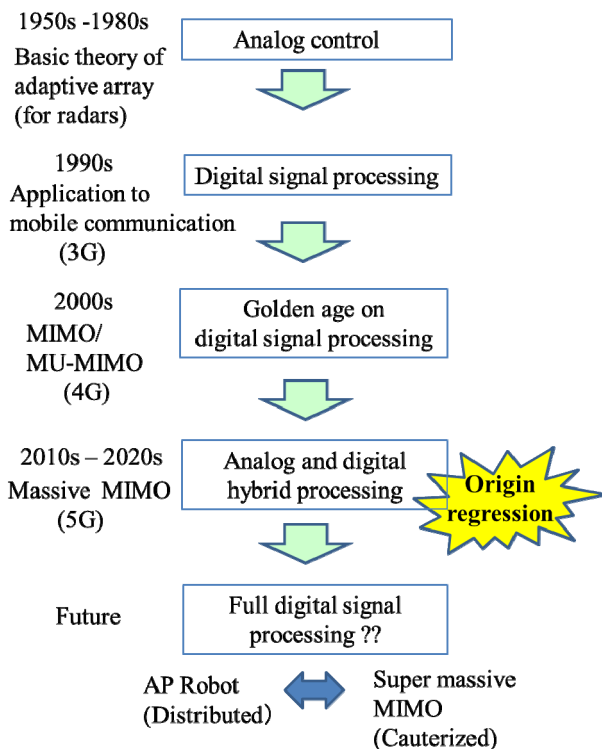 1950s -1980s
Analog control
Basic theory of
adaptive array
(for radars)
1990s
Digital signal processing
Application to
mobile communication
(3G)
2000s
Golden age on
digital signal processing
MIMO/
MU-MIMO
(4G)
2010s – 2020s
Analog and digital
hybrid processing
Massive MIMO
(5G)
Origin
regression
Future
Full digital signal
processing ??
AP Robot
(Distributed)
Super massive
MIMO
(Cauterized)